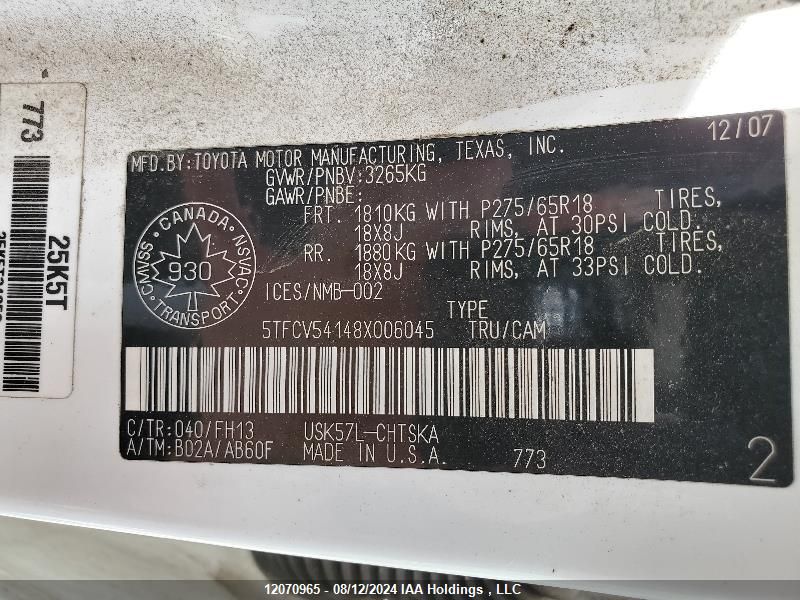 773
25K5T
12/07
MFD.BY:TOYOTA MOTOR MANUFACTURING, TEXAS, INC.
GVWR/PNBV:3265KG
GAWR/PNBE:
FRT. 1810KG WITH P275/65R18 TIRES,
18X8J RIMS, AT 30PSI COLD.
RR. 1880KG WITH P275/65R18 TIRES,
18X8J RIMS, AT 33PSI COLD.
CANADA
CMVSS NSVAC
930
TRANSPORT
ICES/NMB-002
TYPE
5TFCV54148X006045 TRU/CAM
C/TR:040/FH13 USK57L-CHTSKA
A/TM:B02A/AB60F MADE IN U.S.A. 773
2
12070965 - 08/12/2024 IAA Holdings , LLC